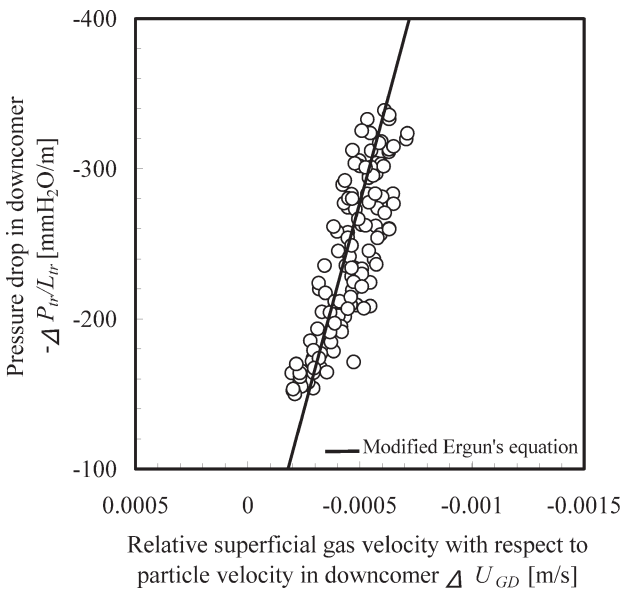 Pressure drop in downcomer
-Δ Ptr/Ltr [mmH2O/m]
-400
-300
-200
-100
Modified Ergun's equation
0.0005 0 -0.0005 -0.001 -0.0015
Relative superficial gas velocity with respect to
particle velocity in downcomer Δ UGD [m/s]